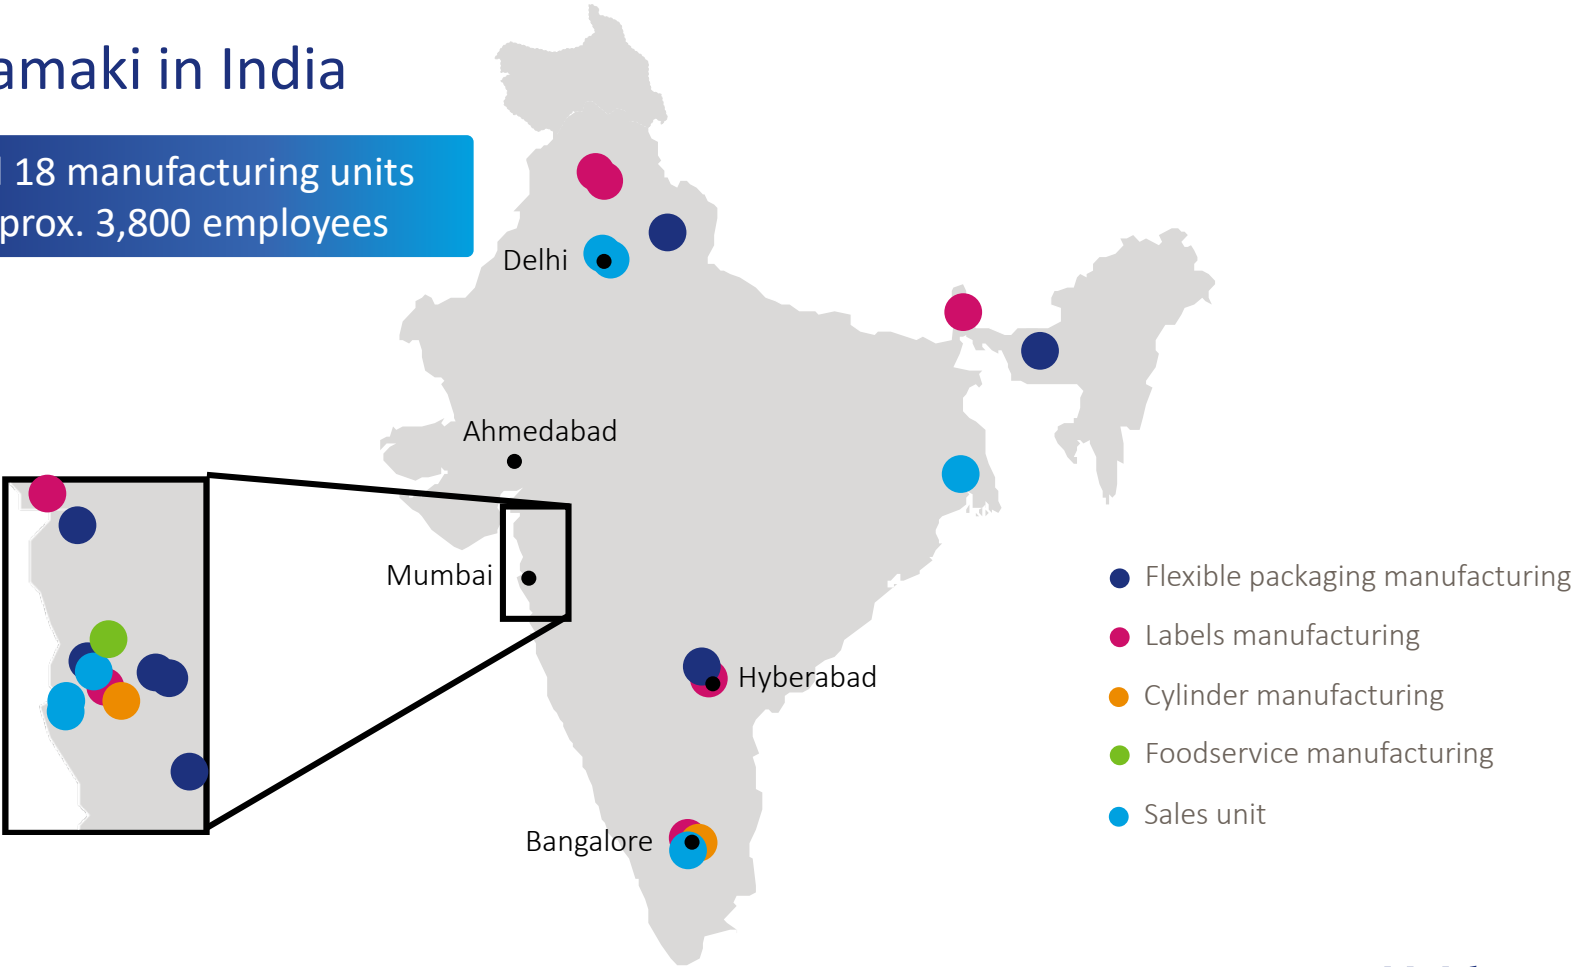 amaki in India
18 manufacturing units
prox. 3,800 employees
Delhi
Ahmedabad
Mumbai
Hyberabad
Bangalore
Flexible packaging manufacturing
Labels manufacturing
Cylinder manufacturing
Foodservice manufacturing
Sales unit